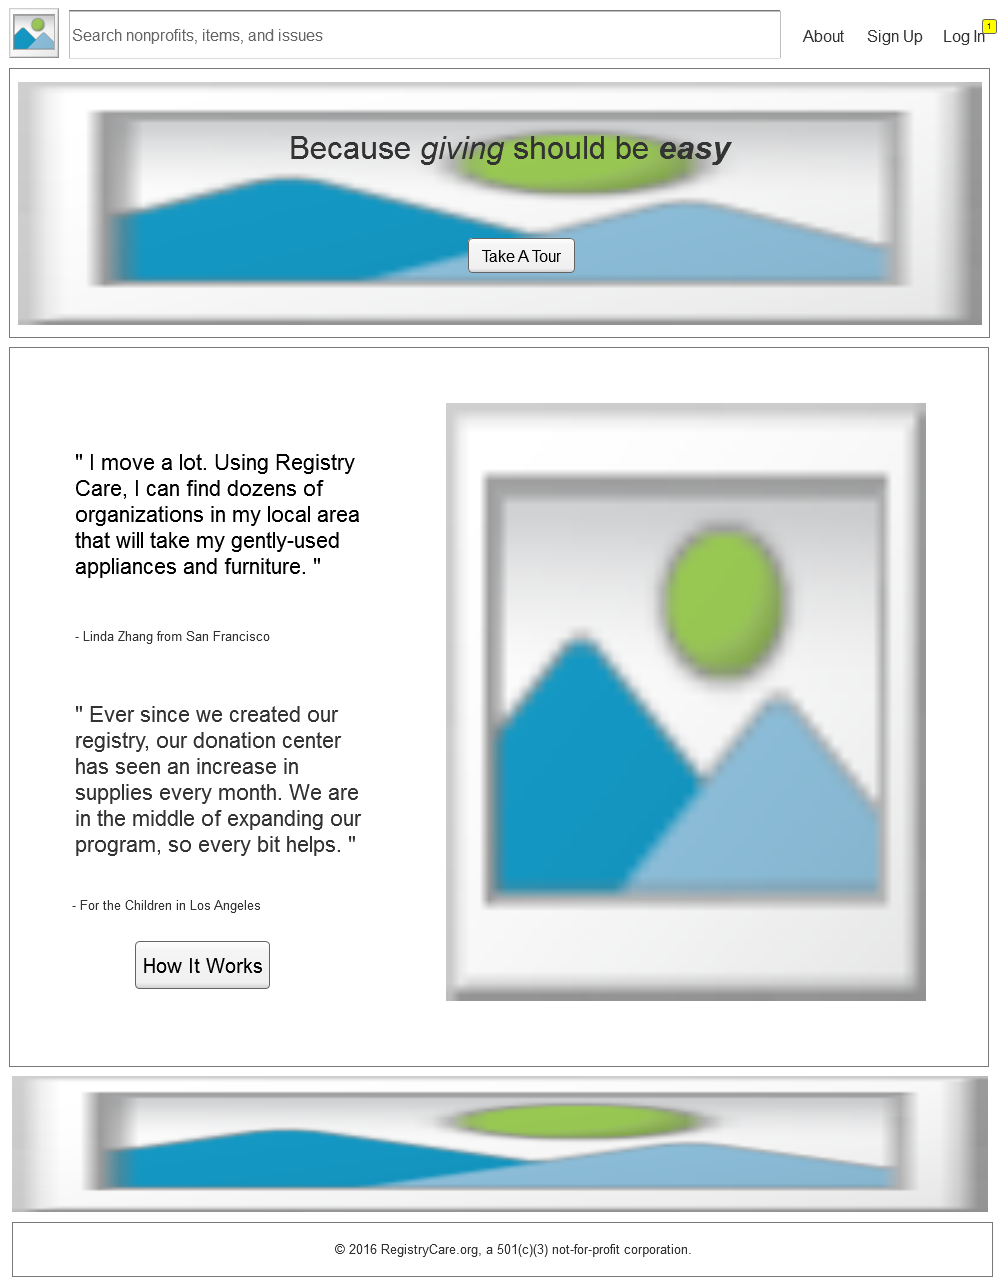 Search nonprofits, items, and issues
About Sign Up Log In 1
Because giving should be easy
Take A Tour
" I move a lot. Using Registry
Care, I can find dozens of
organizations in my local area
that will take my gently-used
appliances and furniture. "
- Linda Zhang from San Francisco
" Ever since we created our
registry, our donation center
has seen an increase in
supplies every month. We are
in the middle of expanding our
program, so every bit helps. "
- For the Children in Los Angeles
How It Works
© 2016 RegistryCare.org, a 501(c)(3) not-for-profit corporation.